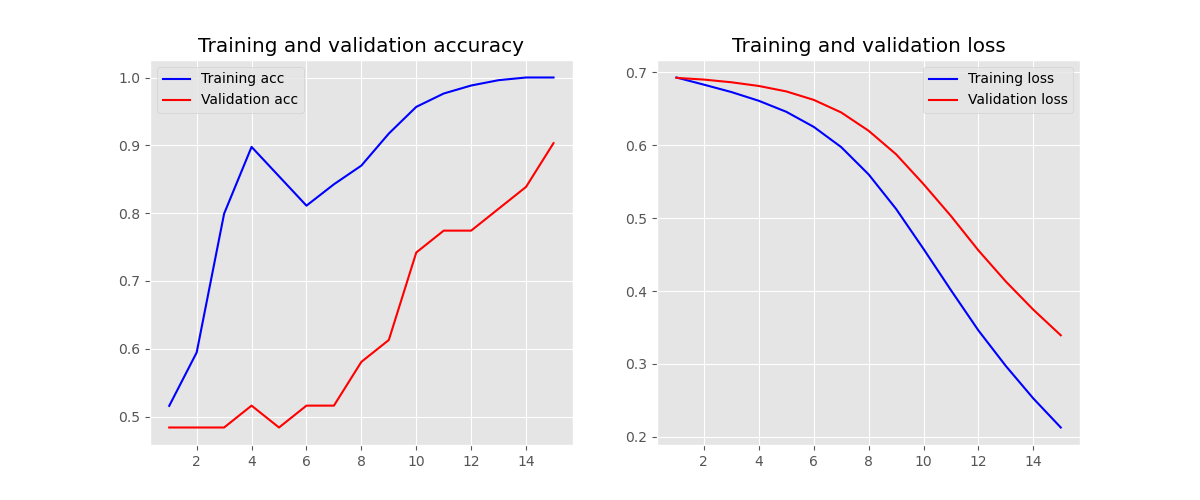 Training and validation accuracy
Training acc
Validation acc
1.0
0.9
0.8
0.7
0.6
0.5
2 4 6 8 10 12 14
Training and validation loss
Training loss
Validation loss
0.7
0.6
0.5
0.4
0.3
0.2
2 4 6 8 10 12 14